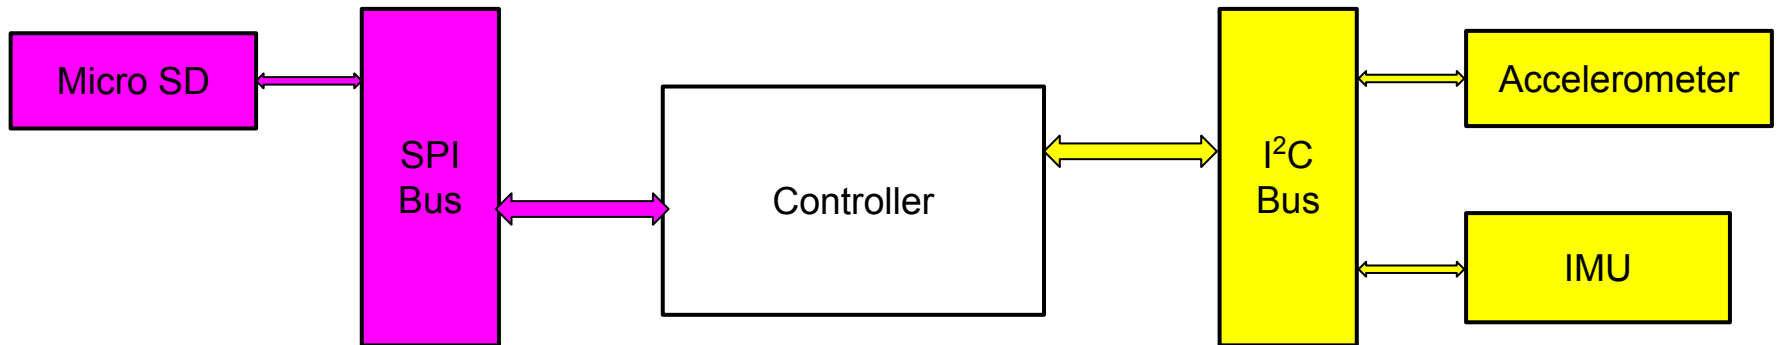 Micro SD
SPI
Bus
Controller
I²C
Bus
Accelerometer
IMU